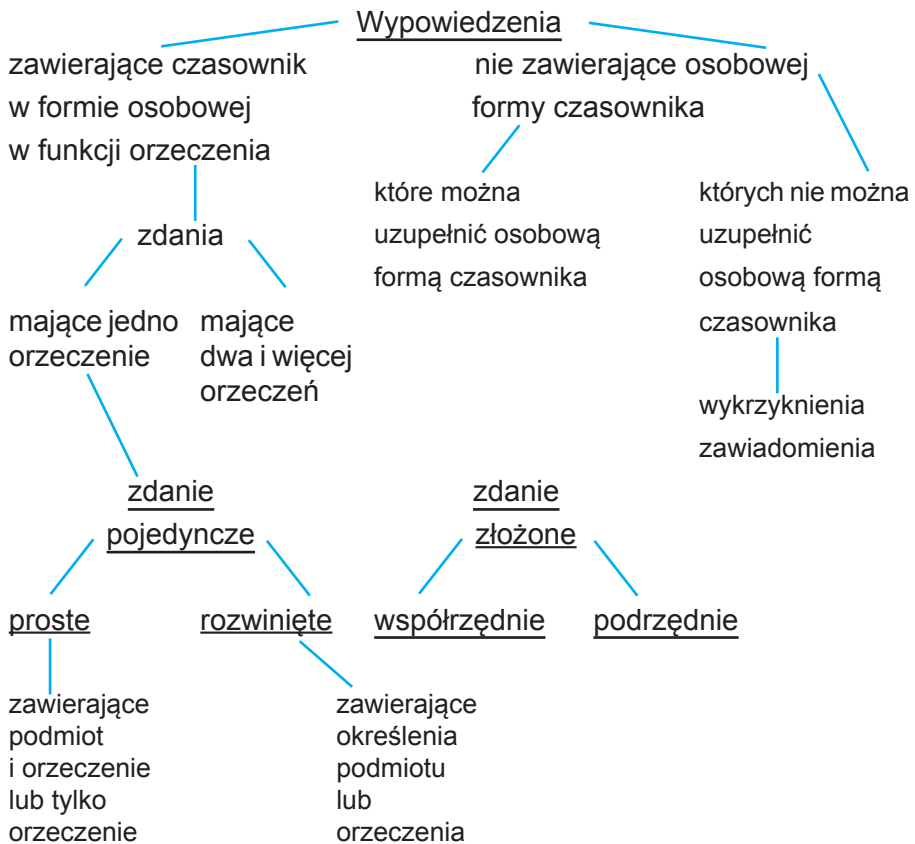 Wypowiedzenia
zawierające czasownik
w formie osobowej
w funkcji orzeczenia
nie zawierające osobowej
formy czasownika
które można
uzupełnić osobową
formą czasownika
których nie można
uzupełnić
osobową formą
czasownika
wykrzyknienia
zawiadomienia
zdania
mające jedno
orzeczenie
mające
dwa i więcej
orzeczeń
zdanie
pojedyncze
zdanie
złożone
proste
rozwinięte
współrzędnie
podrzędnie
zawierające
podmiot
i orzeczenie
lub tylko
orzeczenie
zawierające
określenia
podmiotu
lub
orzeczenia